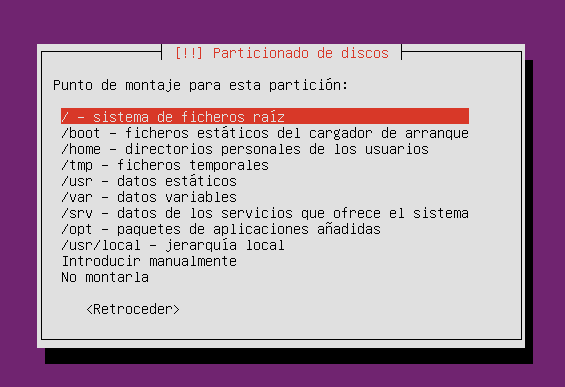 [!!] Particionado de discos
Punto de montaje para esta partición:
/ – sistema de ficheros raíz
/boot – ficheros estáticos del cargador de arranque
/home – directorios personales de los usuarios
/tmp – ficheros temporales
/usr – datos estáticos
/var – datos variables
/srv – datos de los servicios que ofrece el sistema
/opt – paquetes de aplicaciones añadidas
/usr/local – jerarquía local
Introducir manualmente
No montarla
<Retroceder>